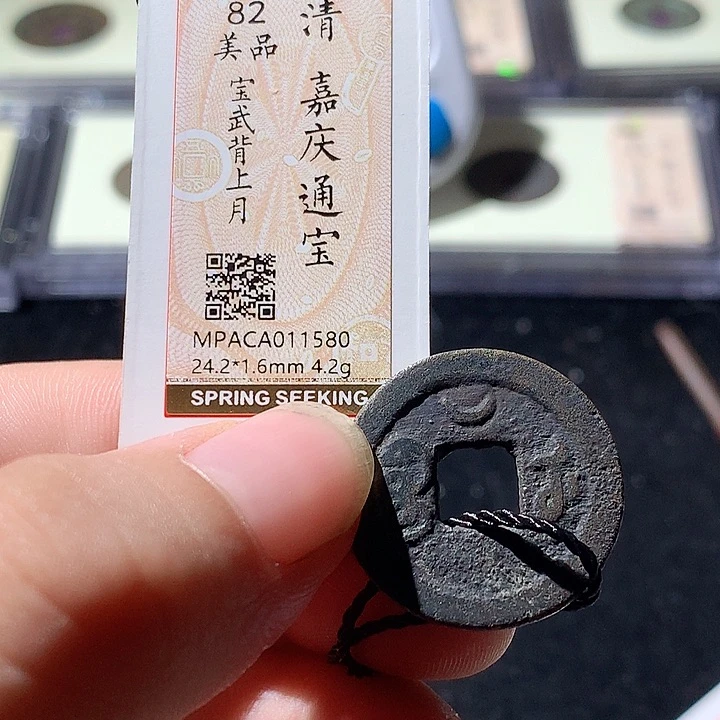 82
美品
宝武背上月
清 嘉庆通宝
MPACA011580
24.2*1.6mm 4.2g
SPRING SEEKING